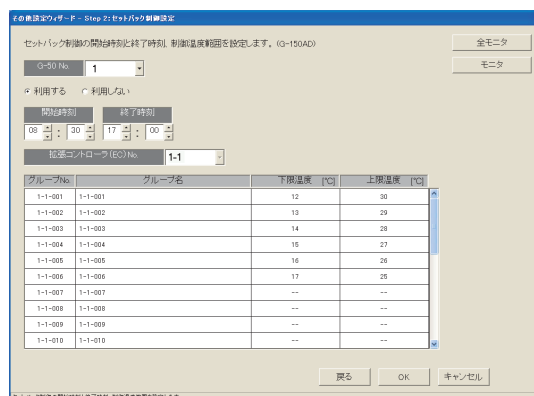 その他設定ウィザード - Step 2:セットバック制御設定
セットバック制御の開始時刻と終了時刻、制御温度範囲を設定します。(G-150AD)
全モニタ
モニタ
G-50 No. 1
利用する 利用しない
開始時刻 終了時刻
08 : 30 17 : 00
拡張コントローラ(EC)No. 1-1
グループNo. グループ名 下限温度 [°C] 上限温度 [°C]
1-1-001 1-1-001 12 30
1-1-002 1-1-002 13 29
1-1-003 1-1-003 14 28
1-1-004 1-1-004 15 27
1-1-005 1-1-005 16 26
1-1-006 1-1-006 17 25
1-1-007 1-1-007 -- --
1-1-008 1-1-008 -- --
1-1-009 1-1-009 -- --
1-1-010 1-1-010 -- --
戻る OK キャンセル